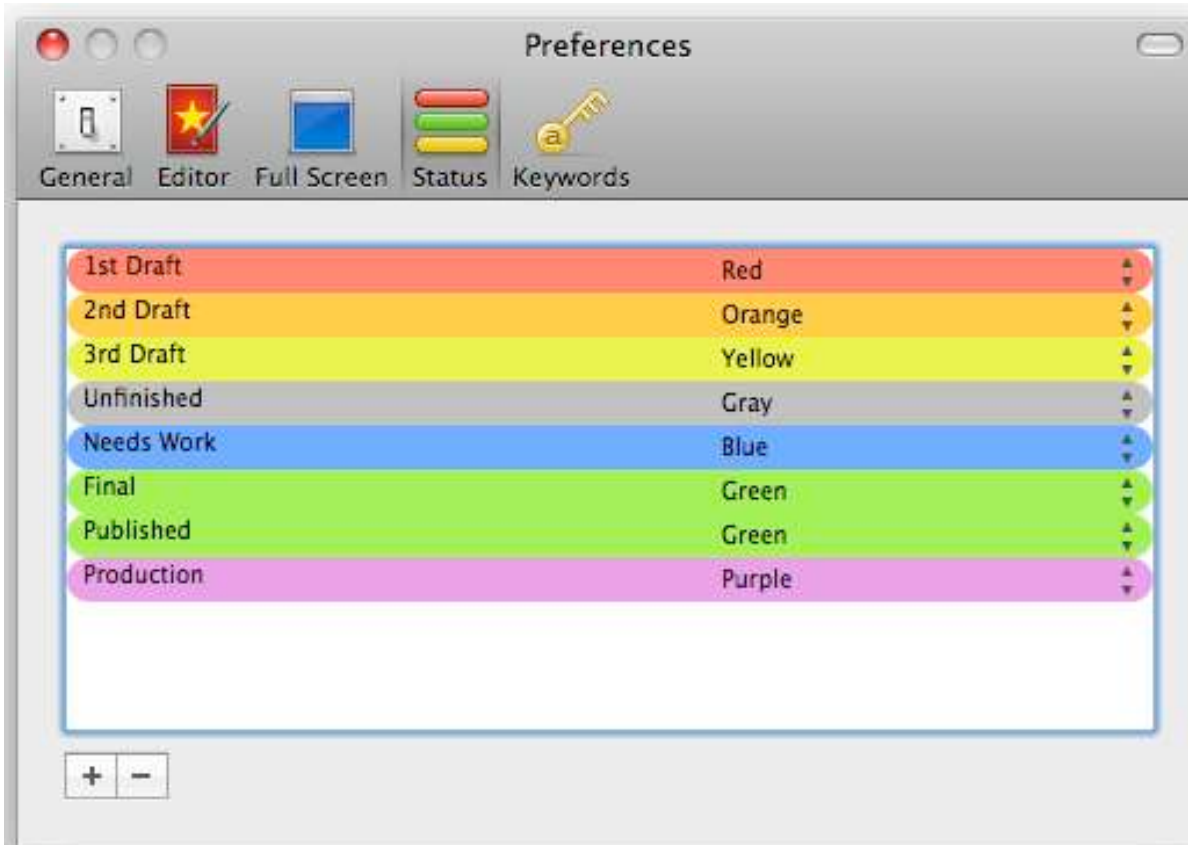 Preferences
General Editor Full Screen Status Keywords
1st Draft Red
2nd Draft Orange
3rd Draft Yellow
Unfinished Gray
Needs Work Blue
Final Green
Published Green
Production Purple
+ −